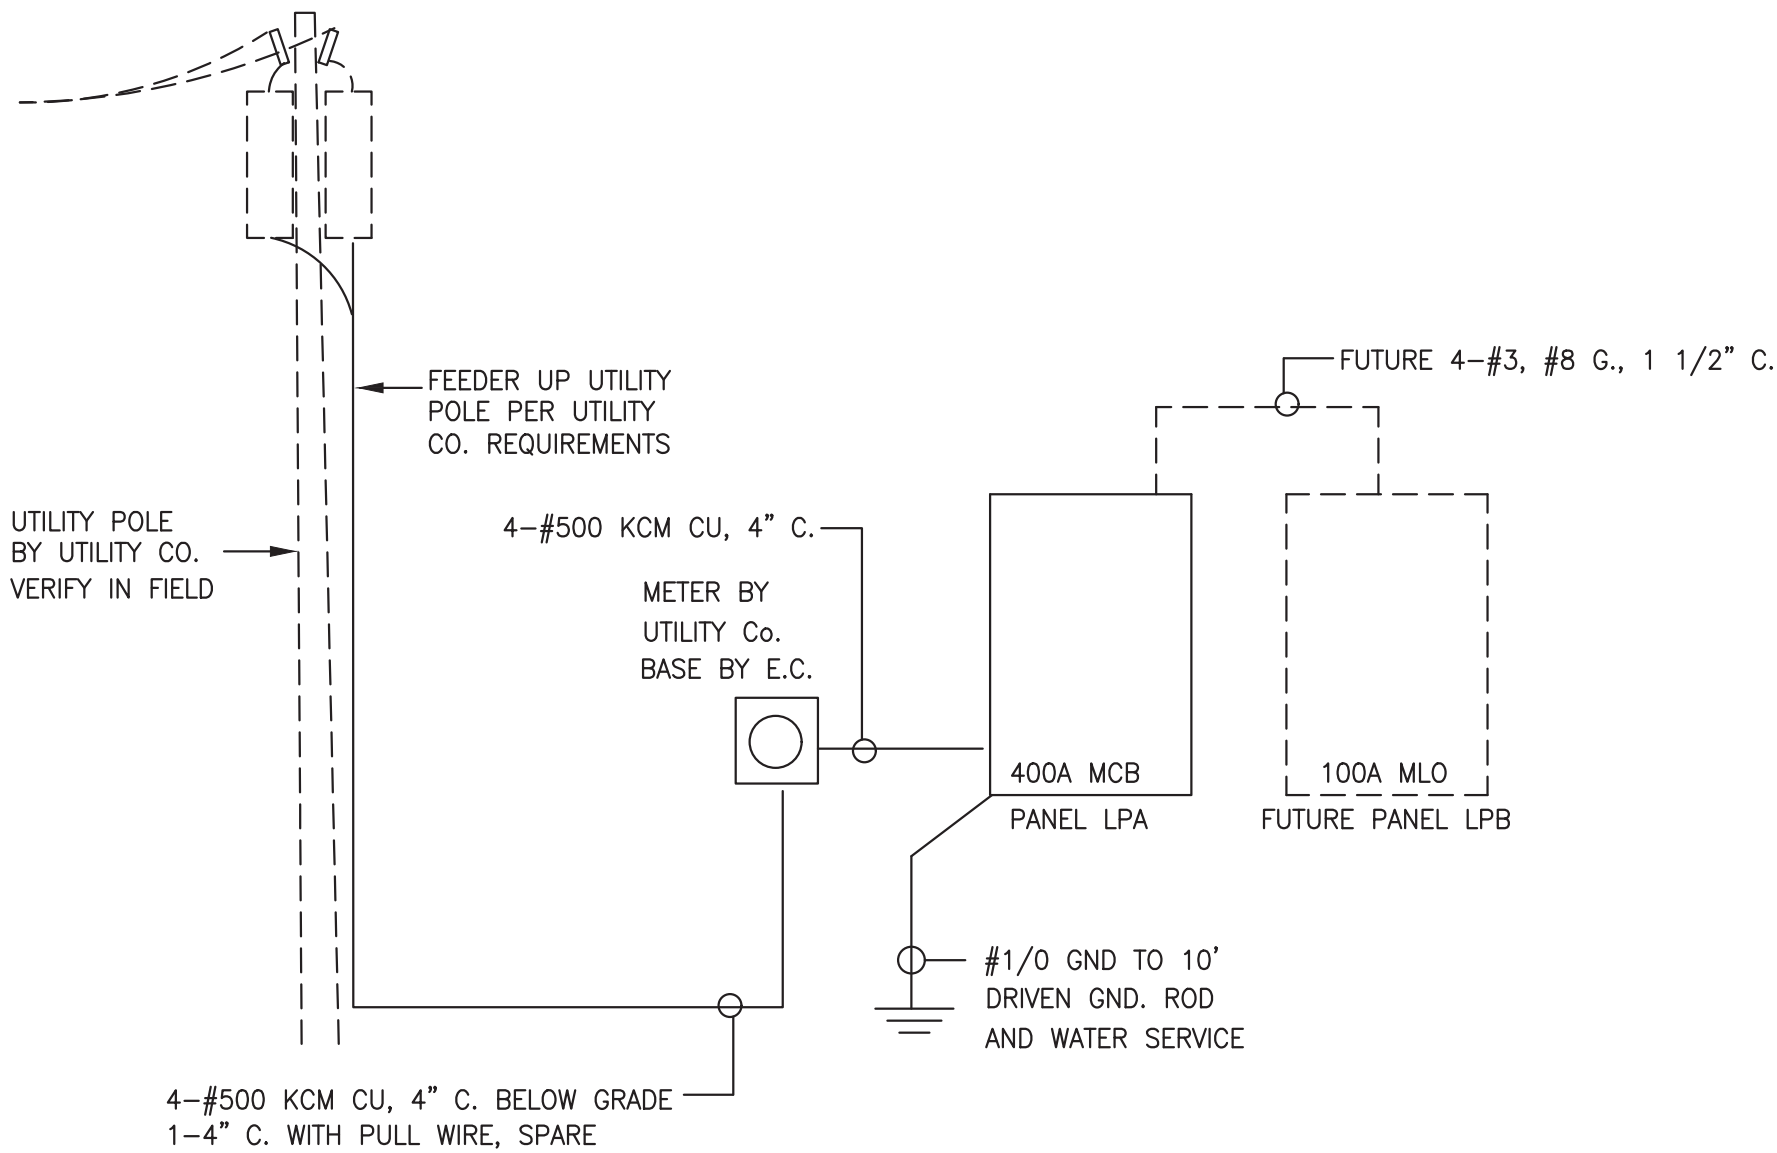 FUTURE 4-#3, #8 G., 1 1/2" C.
FEEDER UP UTILITY
POLE PER UTILITY
CO. REQUIREMENTS
UTILITY POLE
BY UTILITY CO.
VERIFY IN FIELD
4-#500 KCM CU, 4" C.
METER BY
UTILITY Co.
BASE BY E.C.
400A MCB
PANEL LPA
100A MLO
FUTURE PANEL LPB
#1/0 GND TO 10'
DRIVEN GND. ROD
AND WATER SERVICE
4-#500 KCM CU, 4" C. BELOW GRADE
1-4" C. WITH PULL WIRE, SPARE